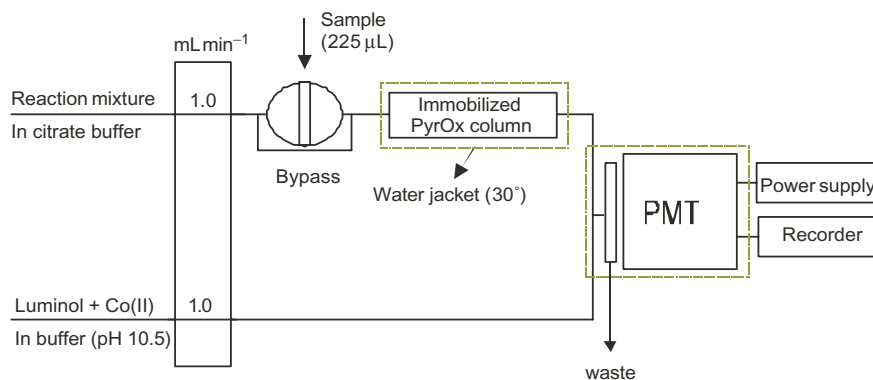 Sample
(225 µL)
mL min⁻¹
Reaction mixture
1.0
In citrate buffer
Immobilized
PyrOx column
Bypass
Water jacket (30˚)
PMT
Power supply
Recorder
Luminol + Co(II)
1.0
In buffer (pH 10.5)
waste